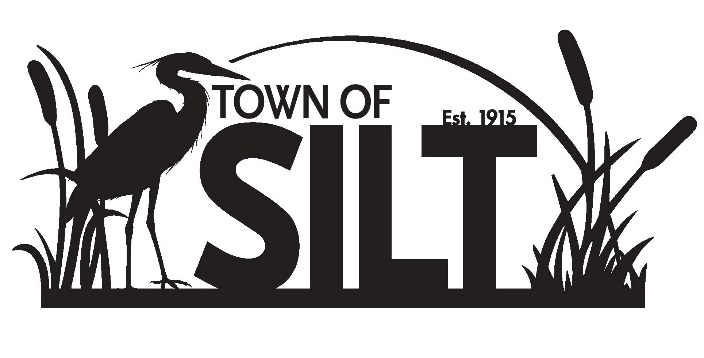 TOWN OF
Est. 1915
SILT